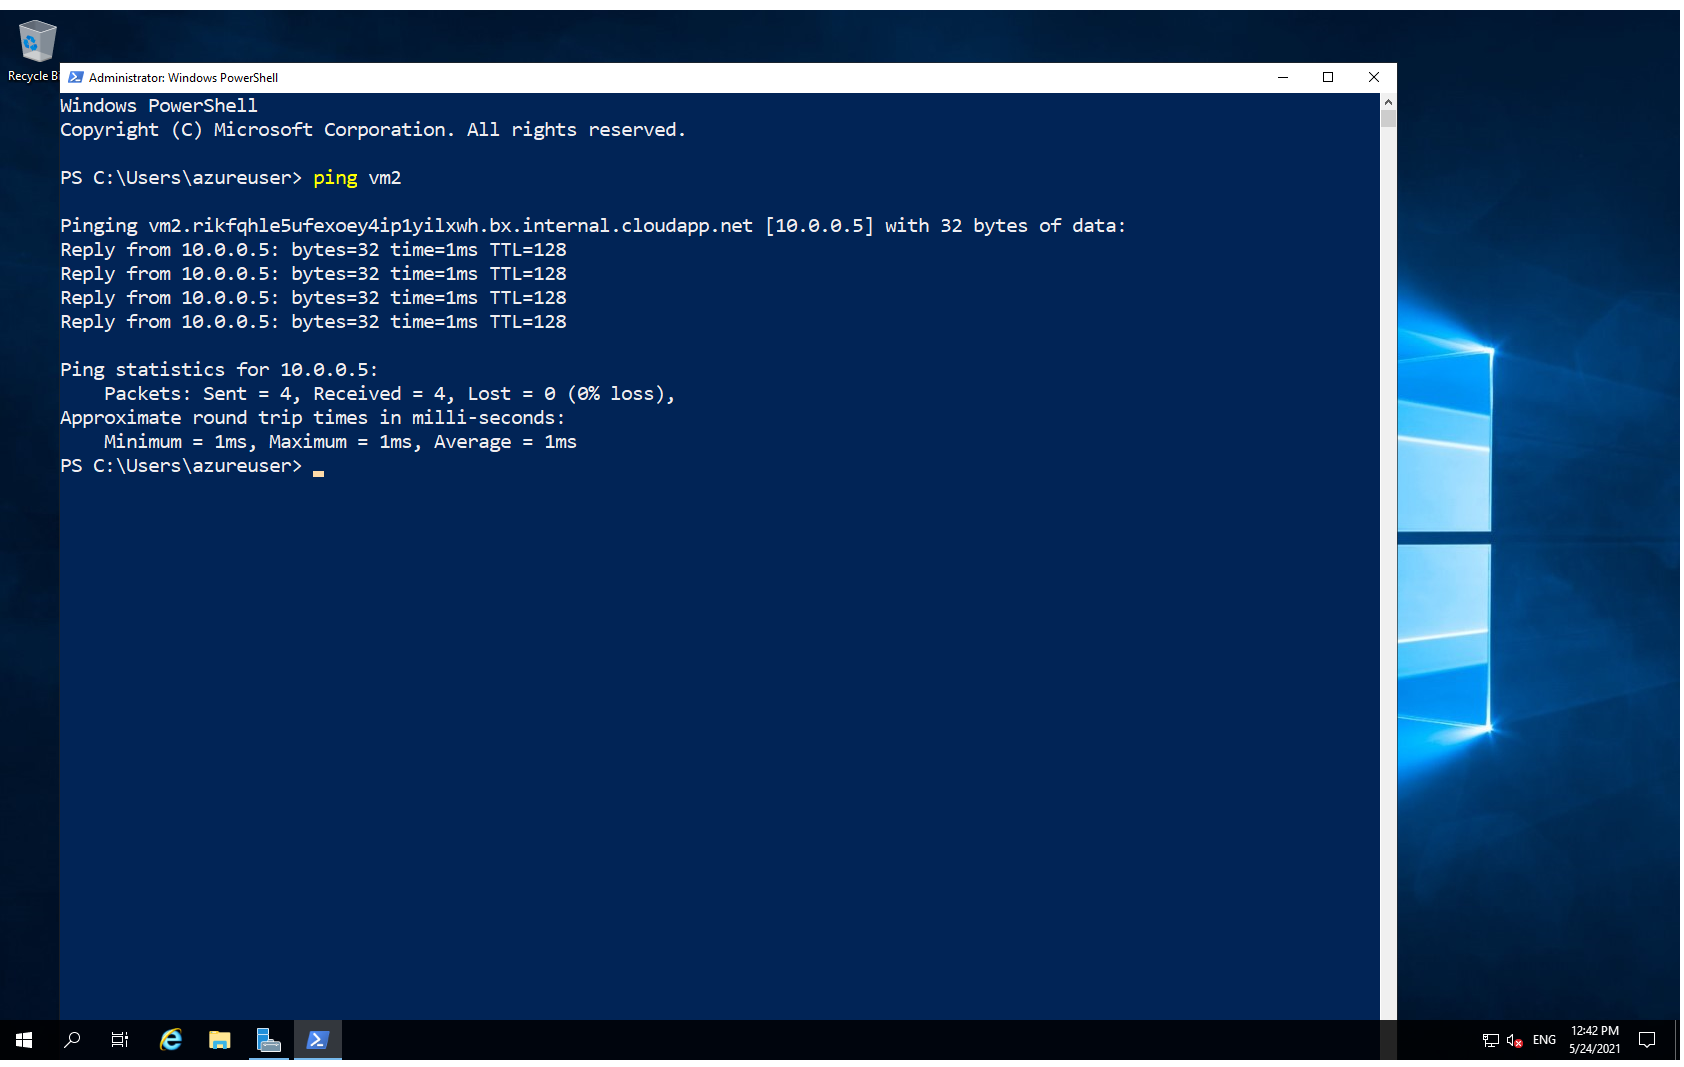 Recycle B
Administrator: Windows PowerShell
Windows PowerShell
Copyright (C) Microsoft Corporation. All rights reserved.
PS C:\Users\azureuser> ping vm2
Pinging vm2.rikfqhle5ufexoey4ip1yilxwh.bx.internal.cloudapp.net [10.0.0.5] with 32 bytes of data:
Reply from 10.0.0.5: bytes=32 time=1ms TTL=128
Reply from 10.0.0.5: bytes=32 time=1ms TTL=128
Reply from 10.0.0.5: bytes=32 time=1ms TTL=128
Reply from 10.0.0.5: bytes=32 time=1ms TTL=128
Ping statistics for 10.0.0.5:
Packets: Sent = 4, Received = 4, Lost = 0 (0% loss),
Approximate round trip times in milli-seconds:
Minimum = 1ms, Maximum = 1ms, Average = 1ms
PS C:\Users\azureuser>
ENG
12:42 PM
5/24/2021